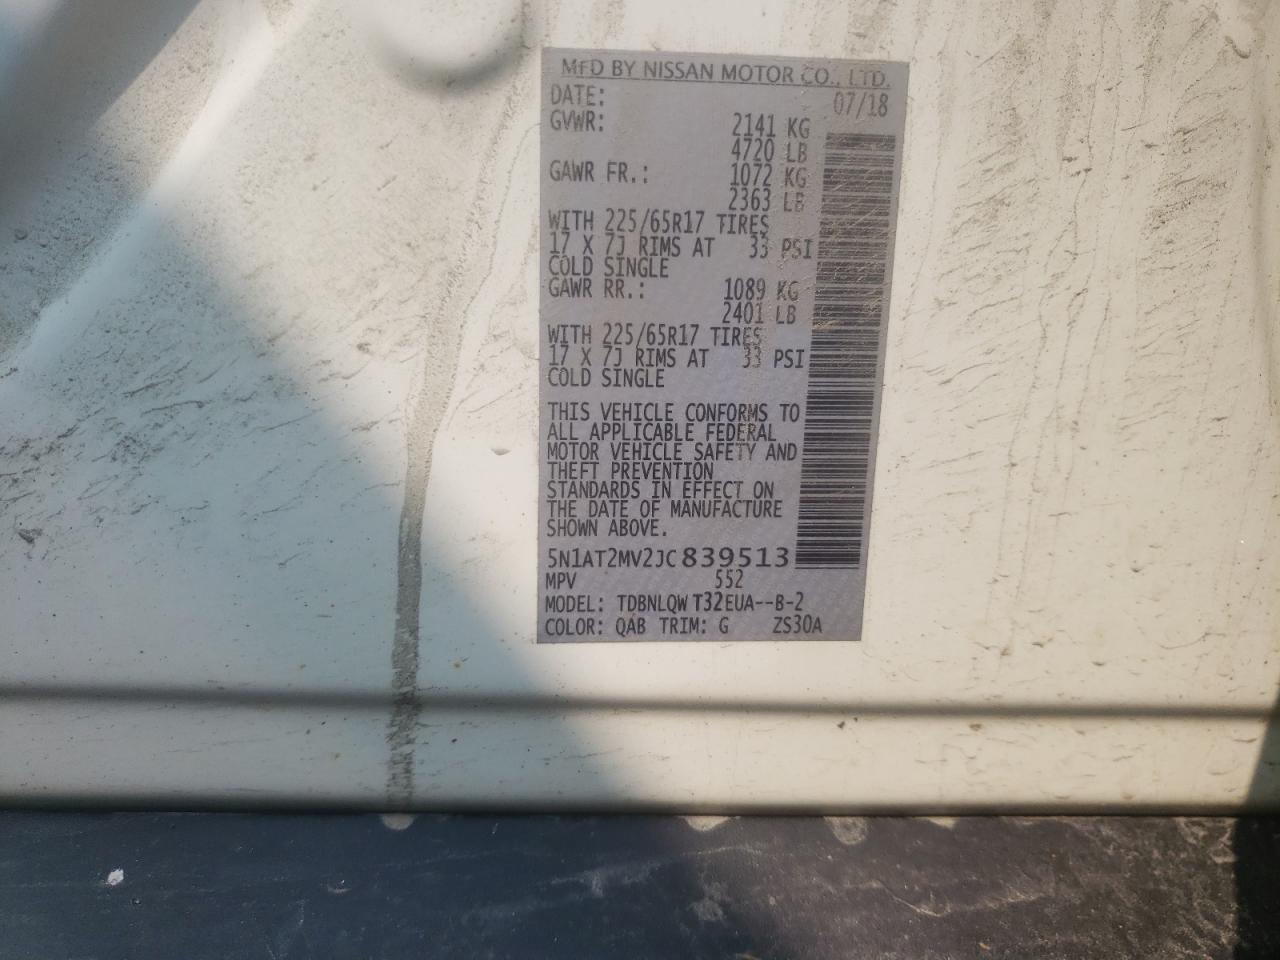 MFD BY NISSAN MOTOR CO., LTD.
DATE: 07/18
GVWR: 2141 KG
4720 LB
GAWR FR.: 1072 KG
2363 LB
WITH 225/65R17 TIRES
17 X 7J RIMS AT 33 PSI
COLD SINGLE
GAWR RR.: 1089 KG
2401 LB
WITH 225/65R17 TIRES
17 X 7J RIMS AT 33 PSI
COLD SINGLE
THIS VEHICLE CONFORMS TO
ALL APPLICABLE FEDERAL
MOTOR VEHICLE SAFETY AND
THEFT PREVENTION
STANDARDS IN EFFECT ON
THE DATE OF MANUFACTURE
SHOWN ABOVE.
5N1AT2MV2JC839513
MPV 552
MODEL: TDBNLQW T32EUA--B-2
COLOR: QAB TRIM: G ZS30A